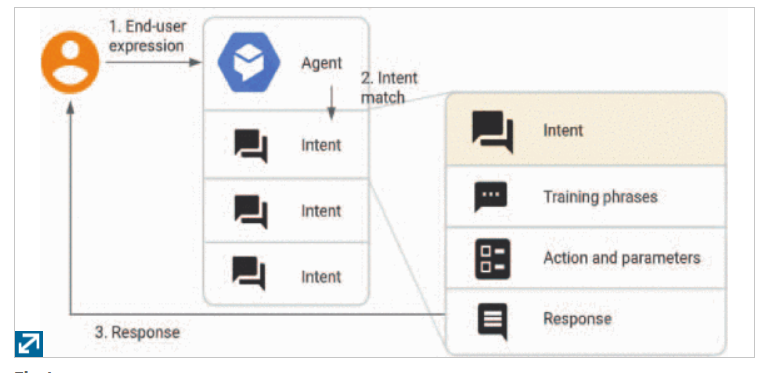 1. End-user
expression
Agent
2. Intent
match
Intent
Intent
Intent
Intent
Training phrases
Action and parameters
Response
3. Response